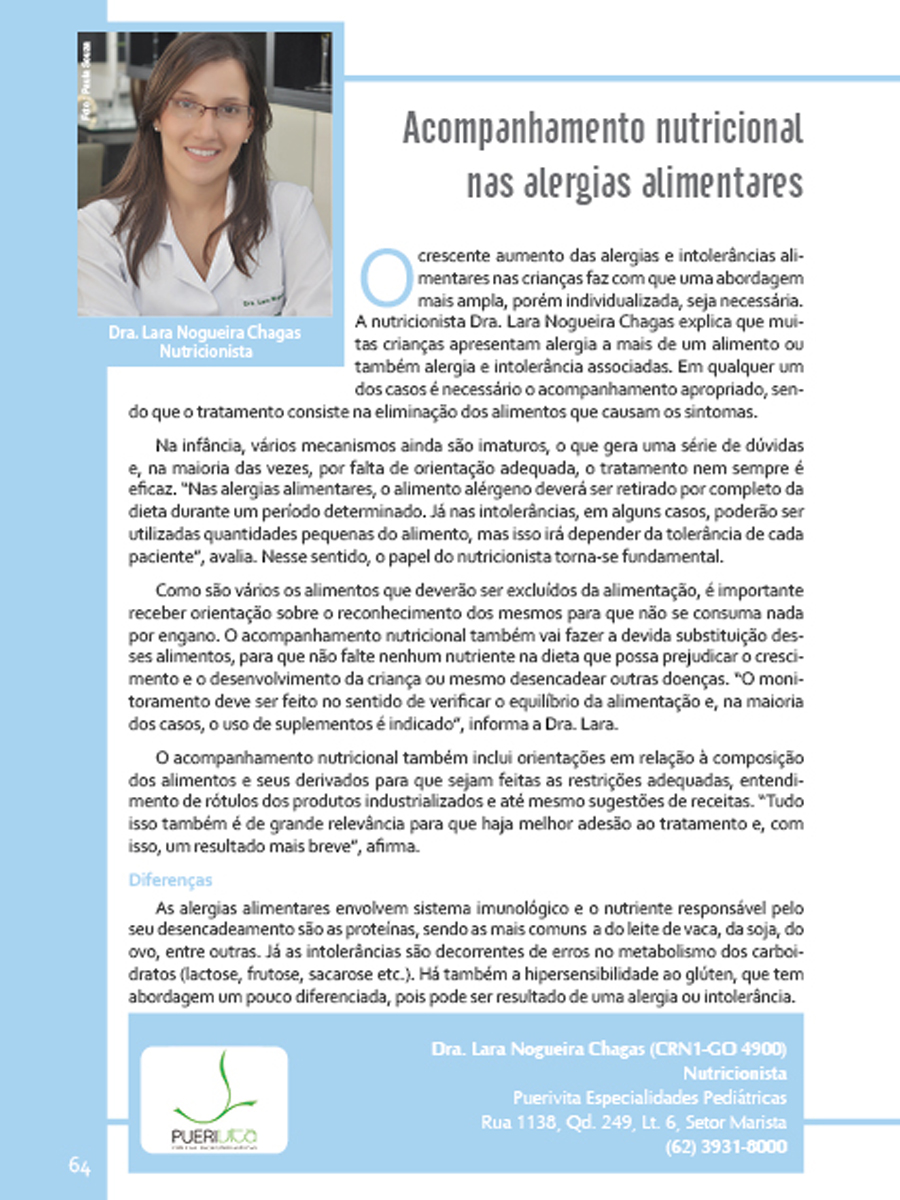 Foto: Paula Souza
Dra. Lara Nogueira Chagas
Nutricionista
Acompanhamento nutricional
nas alergias alimentares
O crescente aumento das alergias e intolerâncias ali-
mentares nas crianças faz com que uma abordagem
mais ampla, porém individualizada, seja necessária.
A nutricionista Dra. Lara Nogueira Chagas explica que mui-
tas crianças apresentam alergia a mais de um alimento ou
também alergia e intolerância associadas. Em qualquer um
dos casos é necessário o acompanhamento apropriado, sen-
do que o tratamento consiste na eliminação dos alimentos que causam os sintomas.
Na infância, vários mecanismos ainda são imaturos, o que gera uma série de dúvidas
e, na maioria das vezes, por falta de orientação adequada, o tratamento nem sempre é
eficaz. “Nas alergias alimentares, o alimento alérgeno deverá ser retirado por completo da
dieta durante um período determinado. Já nas intolerâncias, em alguns casos, poderão ser
utilizadas quantidades pequenas do alimento, mas isso irá depender da tolerância de cada
paciente”, avalia. Nesse sentido, o papel do nutricionista torna-se fundamental.
Como são vários os alimentos que deverão ser excluídos da alimentação, é importante
receber orientação sobre o reconhecimento dos mesmos para que não se consuma nada
por engano. O acompanhamento nutricional também vai fazer a devida substituição des-
ses alimentos, para que não falte nenhum nutriente na dieta que possa prejudicar o cresci-
mento e o desenvolvimento da criança ou mesmo desencadear outras doenças. “O moni-
toramento deve ser feito no sentido de verificar o equilíbrio da alimentação e, na maioria
dos casos, o uso de suplementos é indicado”, informa a Dra. Lara.
O acompanhamento nutricional também inclui orientações em relação à composição
dos alimentos e seus derivados para que sejam feitas as restrições adequadas, entendi-
mento de rótulos dos produtos industrializados e até mesmo sugestões de receitas. “Tudo
isso também é de grande relevância para que haja melhor adesão ao tratamento e, com
isso, um resultado mais breve”, afirma.
Diferenças
As alergias alimentares envolvem sistema imunológico e o nutriente responsável pelo
seu desencadeamento são as proteínas, sendo as mais comuns a do leite de vaca, da soja, do
ovo, entre outras. Já as intolerâncias são decorrentes de erros no metabolismo dos carboi-
dratos (lactose, frutose, sacarose etc.). Há também a hipersensibilidade ao glúten, que tem
abordagem um pouco diferenciada, pois pode ser resultado de uma alergia ou intolerância.
PUERIVITA
Dra. Lara Nogueira Chagas (CRN1-GO 4900)
Nutricionista
Puerivita Especialidades Pediátricas
Rua 1138, Qd. 249, Lt. 6, Setor Marista
(62) 3931-8000
64